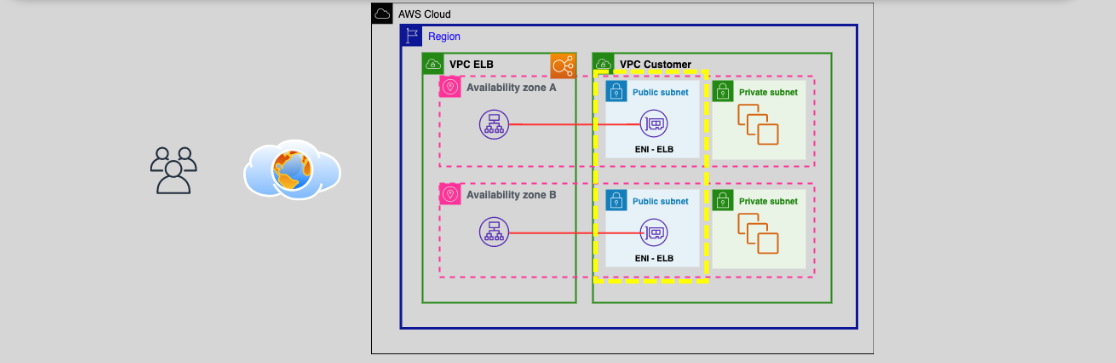 AWS Cloud
Region
VPC ELB
VPC Customer
Availability zone A
Public subnet
Private subnet
ENI - ELB
Availability zone B
Public subnet
Private subnet
ENI - ELB